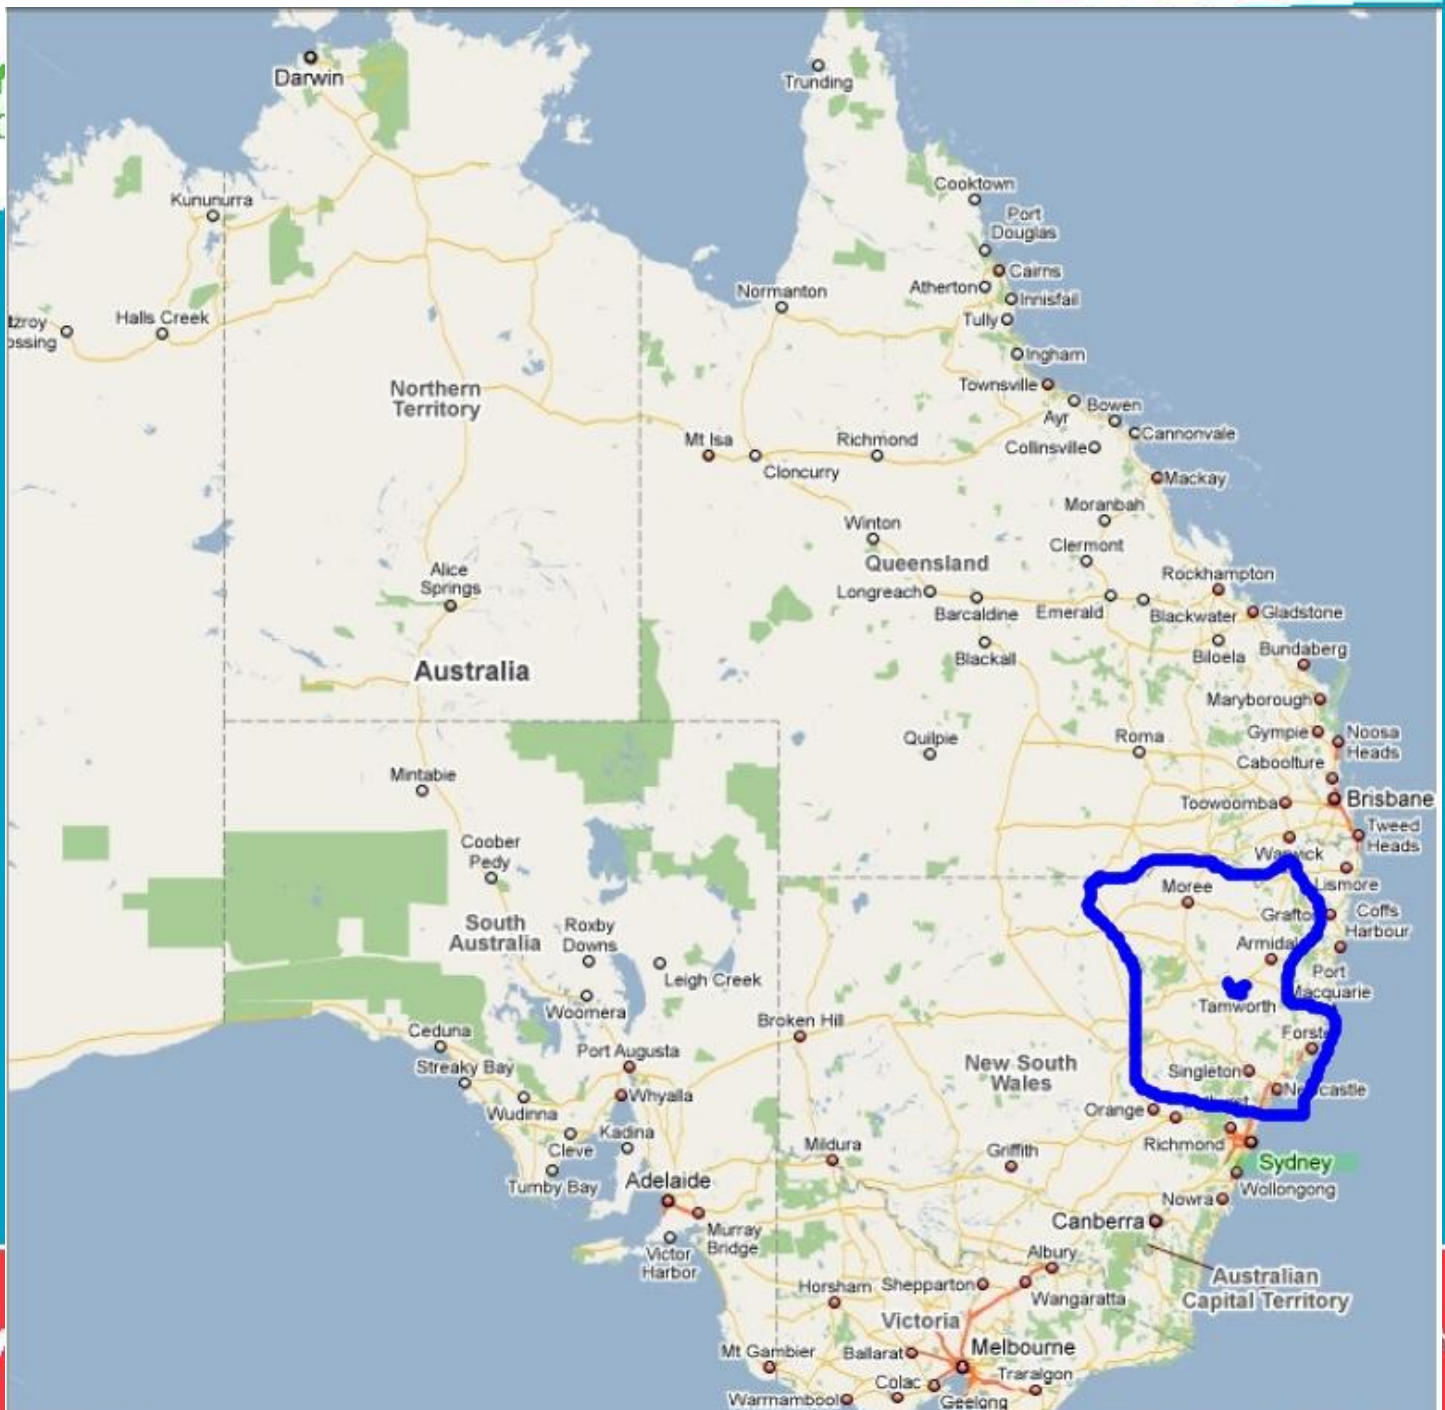 Darwin
Trunding
Cooktown
Kununurra
Port
Douglas
Cairns
Atherton
Innisfail
Normanton
Tully
Halls Creek
Ingham
Townsville
Northern
Territory
Ayr
Bowen
Cannonvale
Mt Isa
Richmond
Collinsville
Cloncurry
Mackay
Moranbah
Winton
Clermont
Queensland
Alice
Springs
Rockhampton
Longreach
Barcaldine
Emerald
Blackwater
Gladstone
Blackall
Biloela
Bundaberg
Australia
Maryborough
Quilpie
Roma
Gympie
Noosa
Heads
Caboolture
Mintabie
Toowoomba
Brisbane
Tweed
Heads
Coober
Pedy
Warwick
Lismore
Moree
South
Australia
Roxby
Downs
Grafton
Coffs
Harbour
Armidal
Leigh Creek
Port
Macquarie
Woomera
Tamworth
Ceduna
Broken Hill
Forste
Streaky Bay
Port Augusta
New South
Wales
Singleton
Whyalla
Newcastle
Wudinna
Orange
Kadina
Cleve
Mildura
Griffith
Richmond
Sydney
Tumby Bay
Adelaide
Wollongong
Nowra
Murray
Bridge
Canberra
Victor
Harbor
Albury
Horsham
Shepparton
Wangaratta
Australian
Capital Territory
Victoria
Mt Gambier
Ballarat
Melbourne
Colac
Traralgon
Warrnambool
Geelong